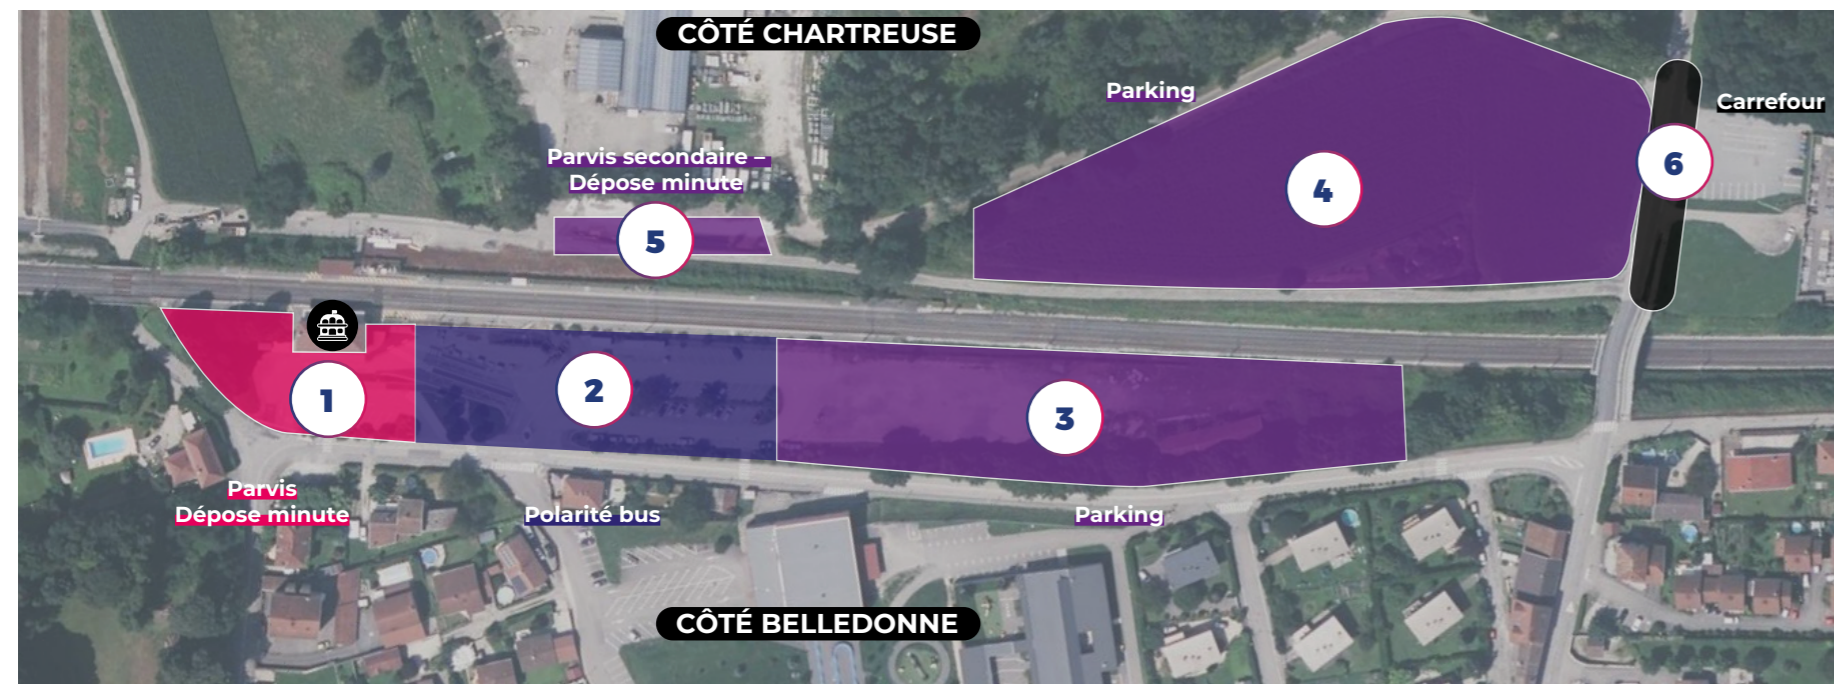 CÔTÉ CHARTREUSE
Parking
Carrefour
Parvis secondaire –
Dépose minute
6
4
5
1
2
3
Parvis
Dépose minute
Polarité bus
Parking
CÔTÉ BELLEDONNE